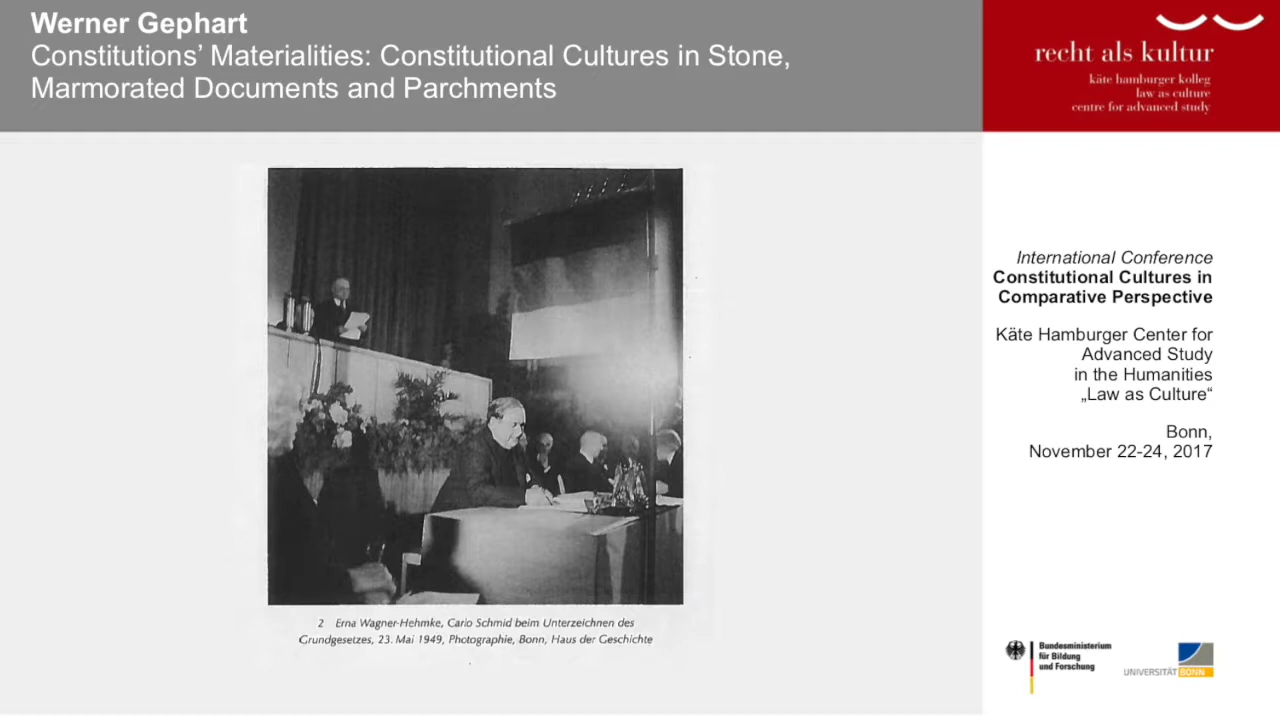 Werner Gephart
Constitutions’ Materialities: Constitutional Cultures in Stone,
Marmorated Documents and Parchments
recht als kultur
käte hamburger kolleg
law as culture
centre for advanced study
2 Erna Wagner-Hehmke, Carlo Schmid beim Unterzeichnen des
Grundgesetzes, 23. Mai 1949, Photographie, Bonn, Haus der Geschichte
International Conference
Constitutional Cultures in
Comparative Perspective
Käte Hamburger Center for
Advanced Study
in the Humanities
„Law as Culture“
Bonn,
November 22-24, 2017
Bundesministerium
für Bildung
und Forschung
UNIVERSITÄT BONN